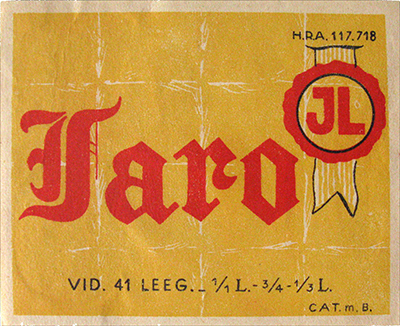 H.R.A. 117.718
JL
Faro
VID. 41 LEEG._ 1/1 L.-3/4-1/3 L.
CAT. m. B.